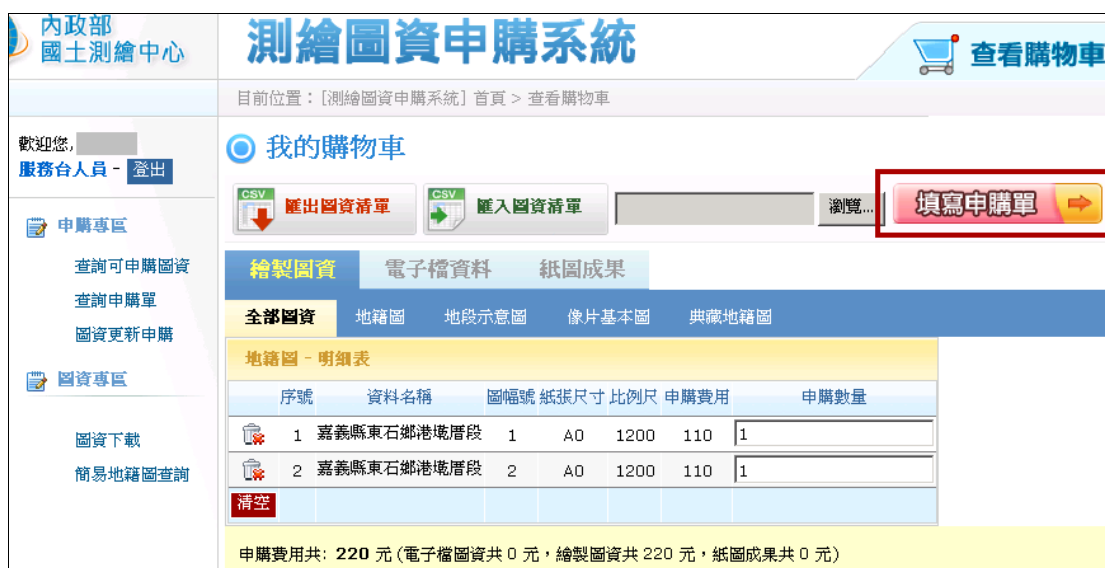 內政部
國土測繪中心
測繪圖資申購系統
查看購物車
目前位置：[測繪圖資申購系統] 首頁 > 查看購物車
歡迎您,
服務台人員 - 登出
我的購物車
CSV 匯出圖資清單 CSV 匯入圖資清單 瀏覽... 填寫申購單
申購專區
查詢可申購圖資
查詢申購單
圖資更新申購
圖資專區
圖資下載
簡易地籍圖查詢
繪製圖資 電子檔資料 紙圖成果
全部圖資 地籍圖 地段示意圖 像片基本圖 典藏地籍圖
地籍圖 - 明細表
序號 資料名稱 圖幅號 紙張尺寸 比例尺 申購費用 申購數量
1 嘉義縣東石鄉港墘厝段 1 A0 1200 110 1
2 嘉義縣東石鄉港墘厝段 2 A0 1200 110 1
清空
申購費用共: 220 元 (電子檔圖資共 0 元，繪製圖資共 220 元，紙圖成果共 0 元)